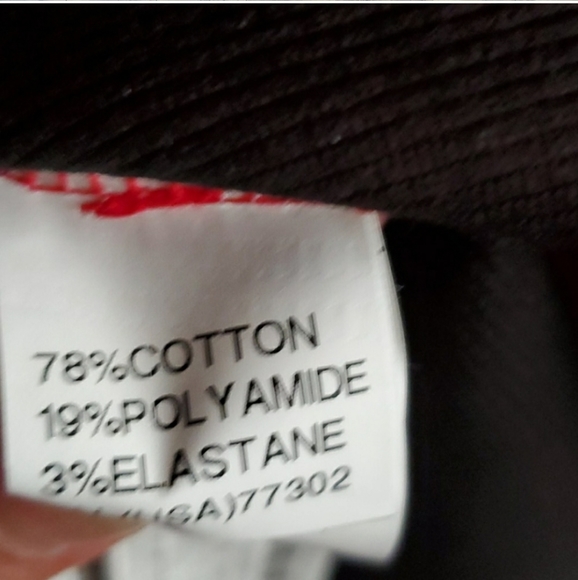 78%COTTON
19%POLYAMIDE
3%ELASTANE
(USA)77302